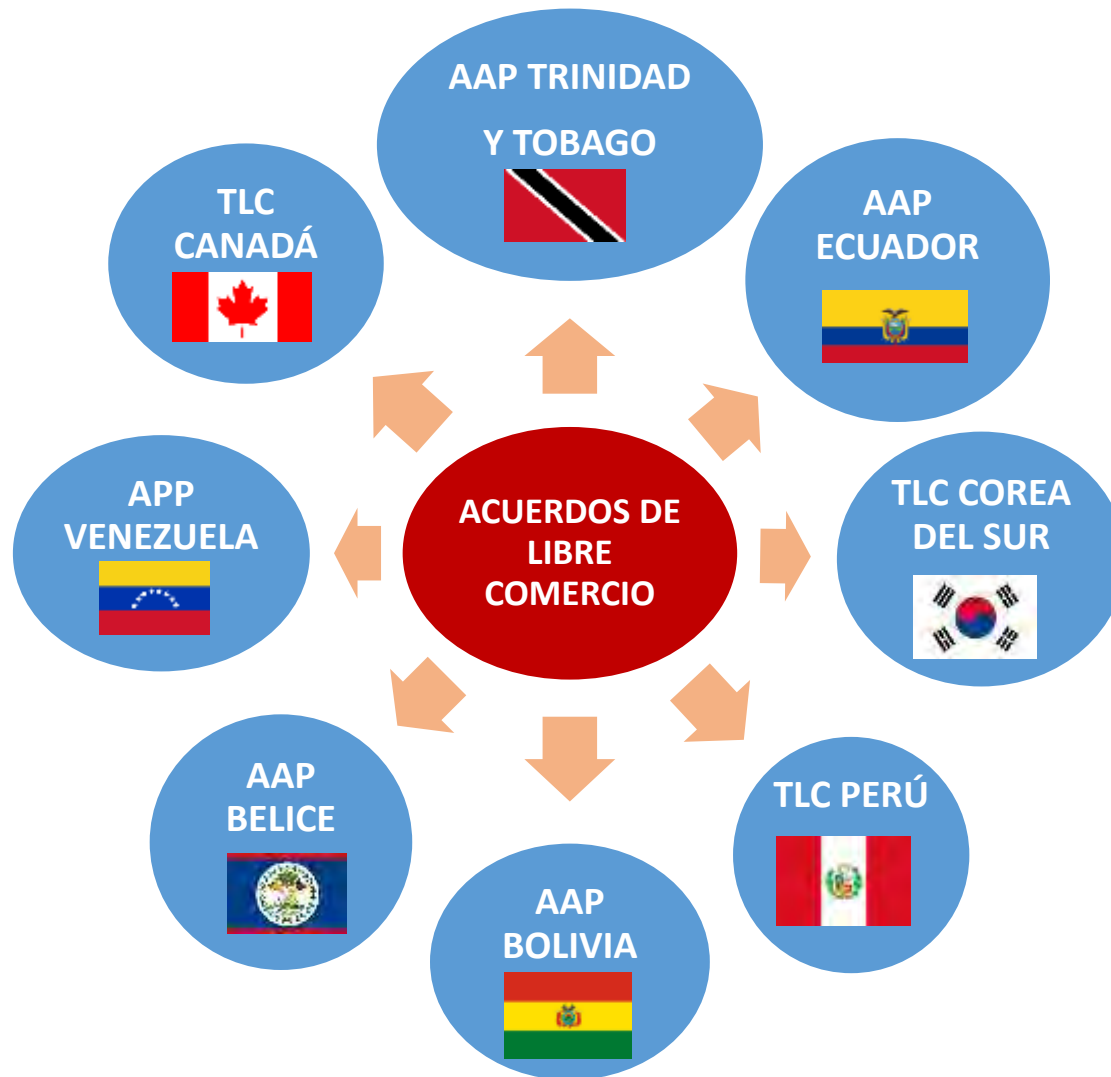 AAP TRINIDAD
Y TOBAGO
TLC
CANADÁ
AAP
ECUADOR
APP
VENEZUELA
ACUERDOS DE
LIBRE
COMERCIO
TLC COREA
DEL SUR
AAP
BELICE
TLC PERÚ
AAP
BOLIVIA